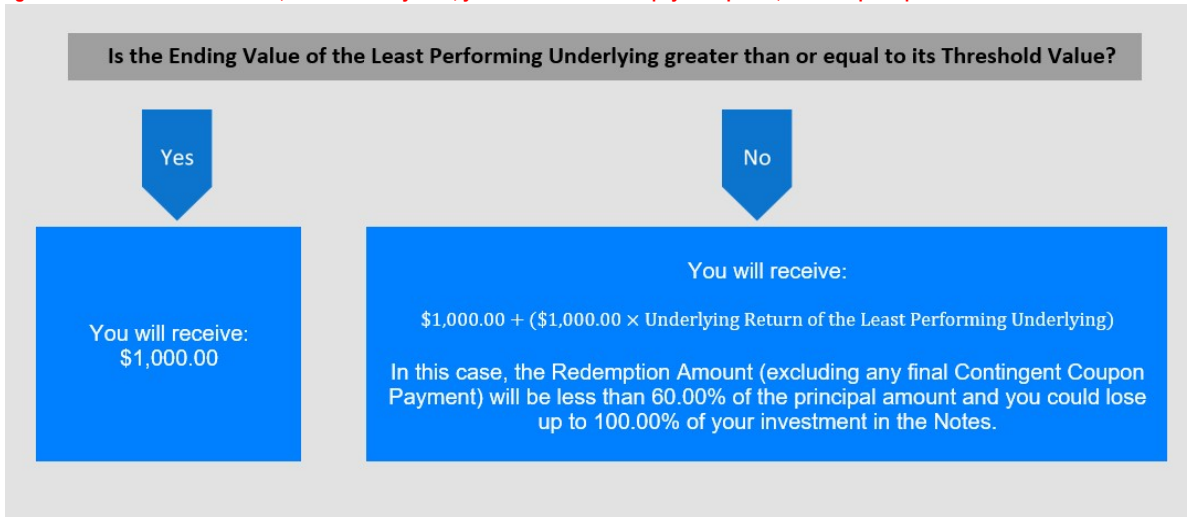 Is the Ending Value of the Least Performing Underlying greater than or equal to its Threshold Value?
Yes
No
You will receive:
$1,000.00
You will receive:
$1,000.00 + ($1,000.00 × Underlying Return of the Least Performing Underlying)
In this case, the Redemption Amount (excluding any final Contingent Coupon
Payment) will be less than 60.00% of the principal amount and you could lose
up to 100.00% of your investment in the Notes.